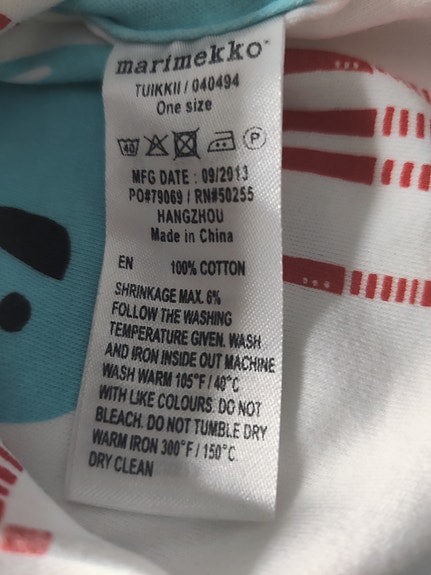 marimekko®
TUIKKII / 040494
One size
40 P
MFG DATE : 09/2013
PO#79069 / RN#50255
HANGZHOU
Made in China
EN 100% COTTON
SHRINKAGE MAX. 6%
FOLLOW THE WASHING
TEMPERATURE GIVEN. WASH
AND IRON INSIDE OUT MACHINE
WASH WARM 105°F / 40°C
WITH LIKE COLOURS. DO NOT
BLEACH. DO NOT TUMBLE DRY
WARM IRON 300°F / 150°C
DRY CLEAN